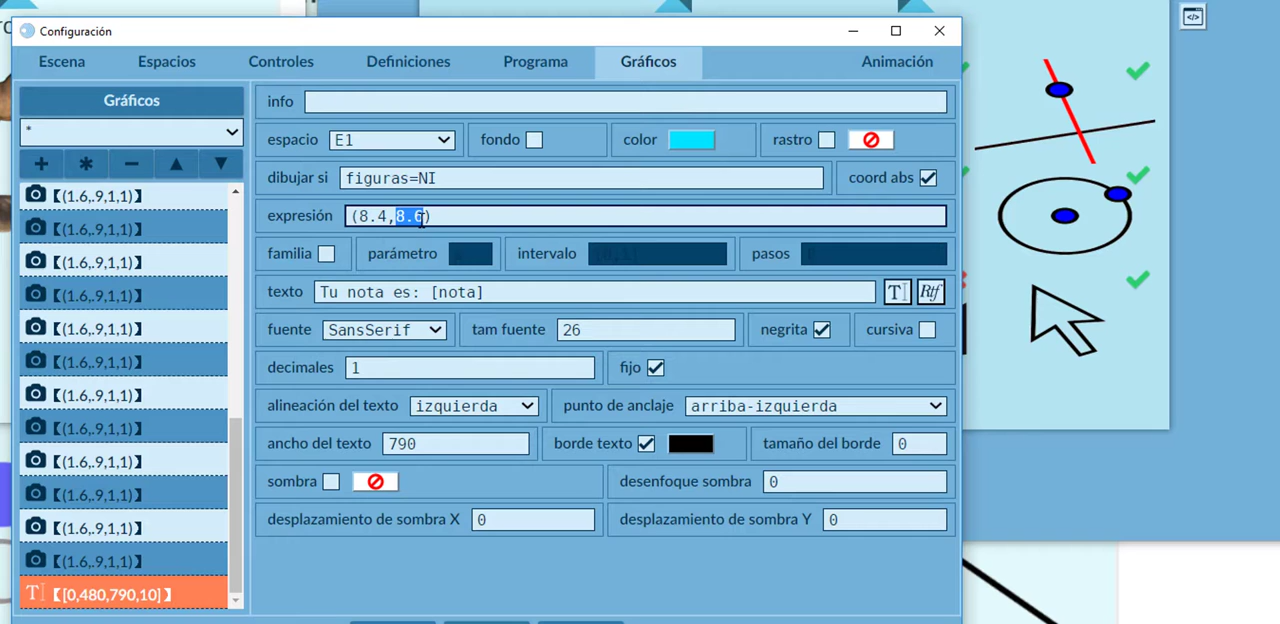 Configuración
Escena Espacios Controles Definiciones Programa Gráficos Animación
Gráficos
*
【(1.6,.9,1,1)】
【(1.6,.9,1,1)】
【(1.6,.9,1,1)】
【(1.6,.9,1,1)】
【(1.6,.9,1,1)】
【(1.6,.9,1,1)】
【(1.6,.9,1,1)】
【(1.6,.9,1,1)】
【(1.6,.9,1,1)】
【(1.6,.9,1,1)】
【(1.6,.9,1,1)】
【(1.6,.9,1,1)】
T 【[0,480,790,10]】
info
espacio E1 fondo color rastro
dibujar si figuras=NI coord abs
expresión (8.4,8.6)
familia parámetro intervalo pasos
texto Tu nota es: [nota] T Rtf
fuente SansSerif tam fuente 26 negrita cursiva
decimales 1 fijo
alineación del texto izquierda punto de anclaje arriba-izquierda
ancho del texto 790 borde texto tamaño del borde 0
sombra desenfoque sombra 0
desplazamiento de sombra X 0 desplazamiento de sombra Y 0